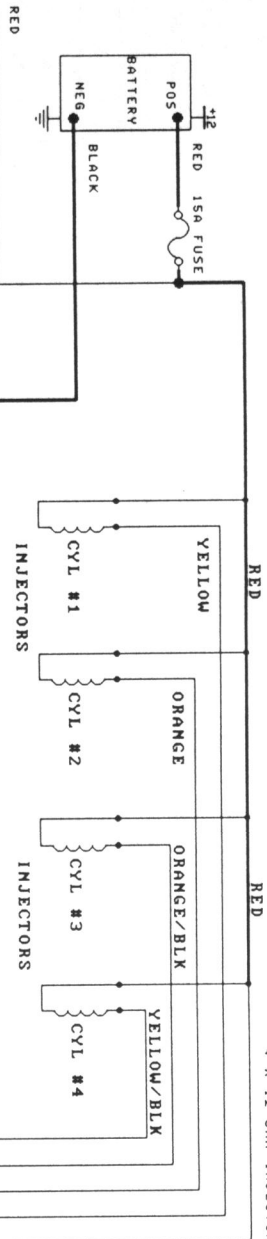 RED
BATTERY
+12
POS
NEG
RED
15A FUSE
BLACK
RED
RED
YELLOW
ORANGE
ORANGE/BLK
YELLOW/BLK
CYL #1
CYL #2
CYL #3
CYL #4
INJECTORS
INJECTORS